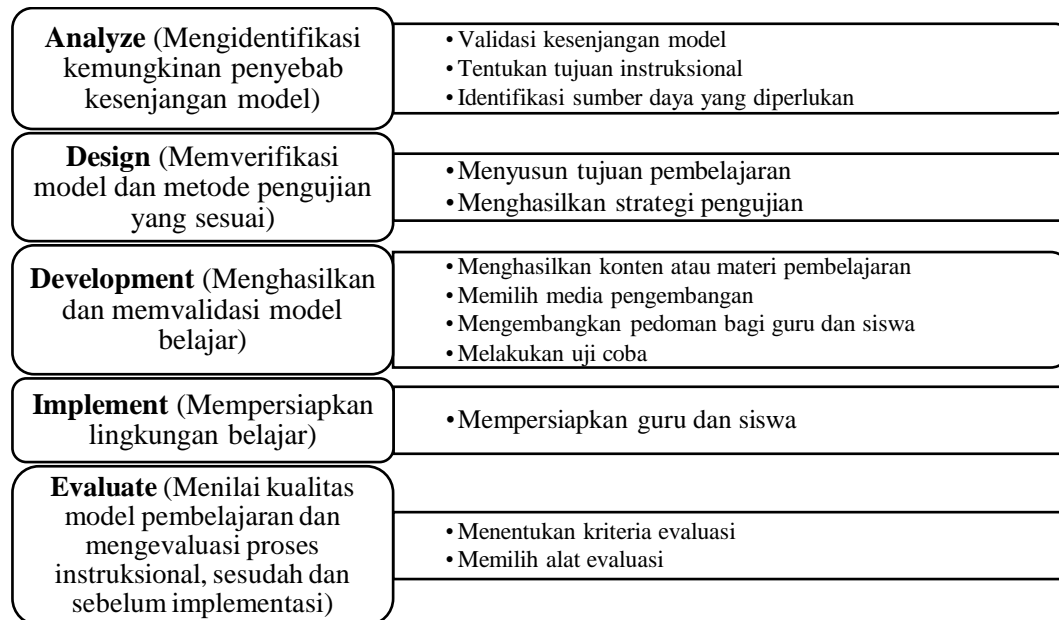 Analyze (Mengidentifikasi
kemungkinan penyebab
kesenjangan model)
• Validasi kesenjangan model
• Tentukan tujuan instruksional
• Identifikasi sumber daya yang diperlukan
Design (Memverifikasi
model dan metode pengujian
yang sesuai)
• Menyusun tujuan pembelajaran
• Menghasilkan strategi pengujian
Development (Menghasilkan
dan memvalidasi model
belajar)
• Menghasilkan konten atau materi pembelajaran
• Memilih media pengembangan
• Mengembangkan pedoman bagi guru dan siswa
• Melakukan uji coba
Implement (Mempersiapkan
lingkungan belajar)
• Mempersiapkan guru dan siswa
Evaluate (Menilai kualitas
model pembelajaran dan
mengevaluasi proses
instruksional, sesudah dan
sebelum implementasi)
• Menentukan kriteria evaluasi
• Memilih alat evaluasi